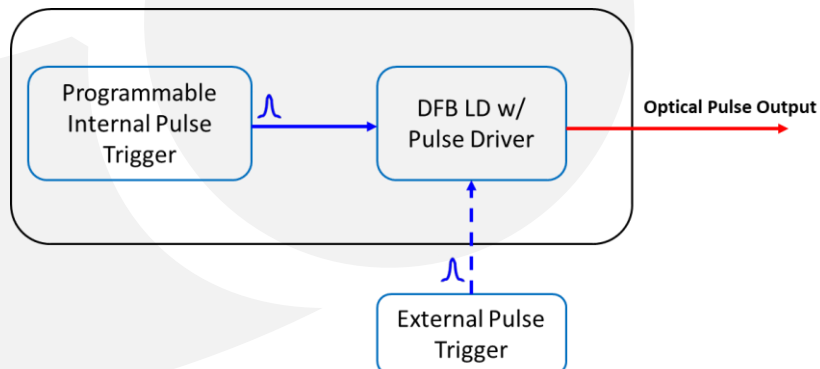 Programmable
Internal Pulse
Trigger
DFB LD w/
Pulse Driver
Optical Pulse Output
External Pulse
Trigger